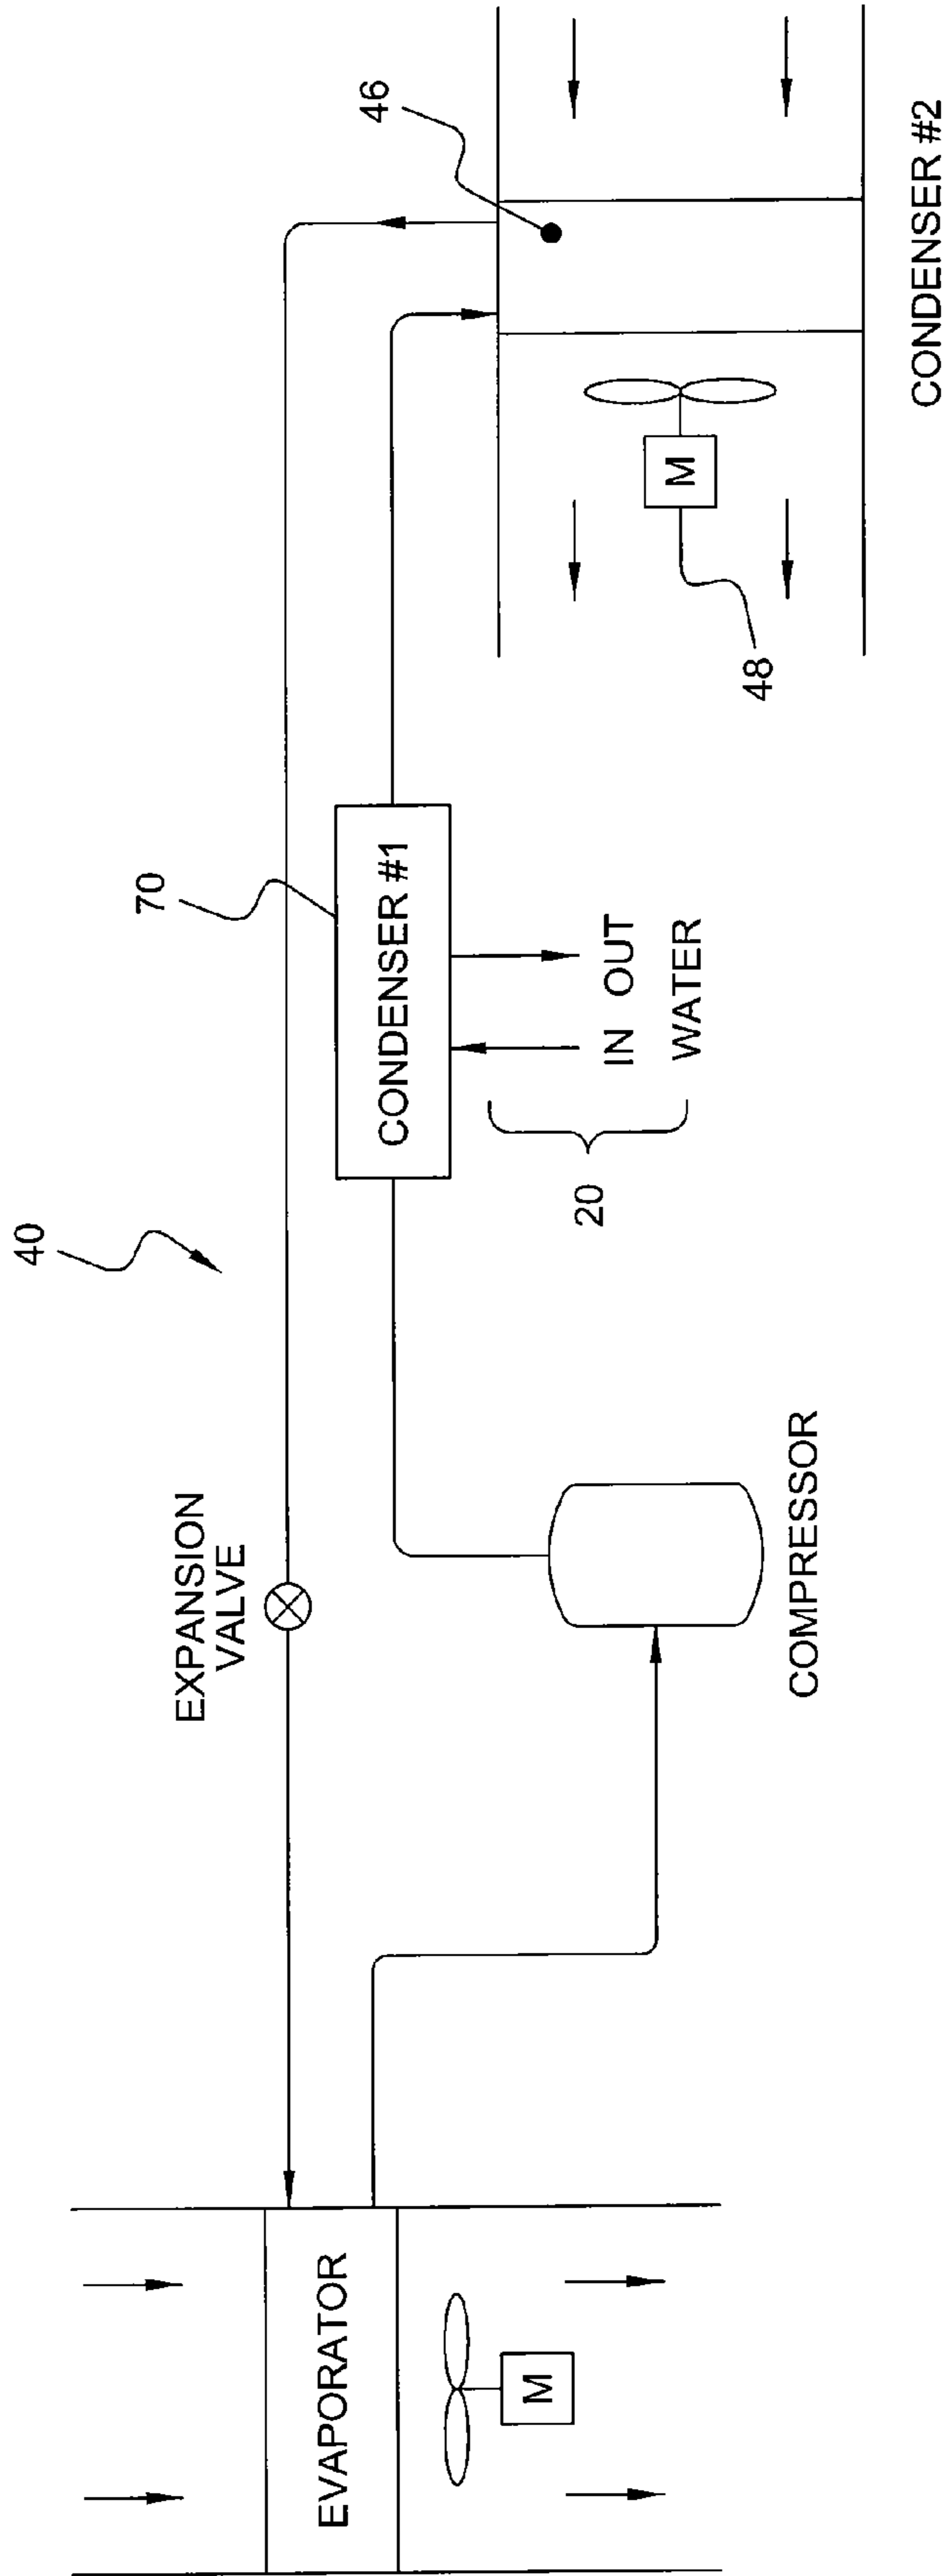 40
EXPANSION
VALVE
70
46
EVAPORATOR
M
COMPRESSOR
CONDENSER #1
IN OUT
WATER
20
M
48
CONDENSER #2